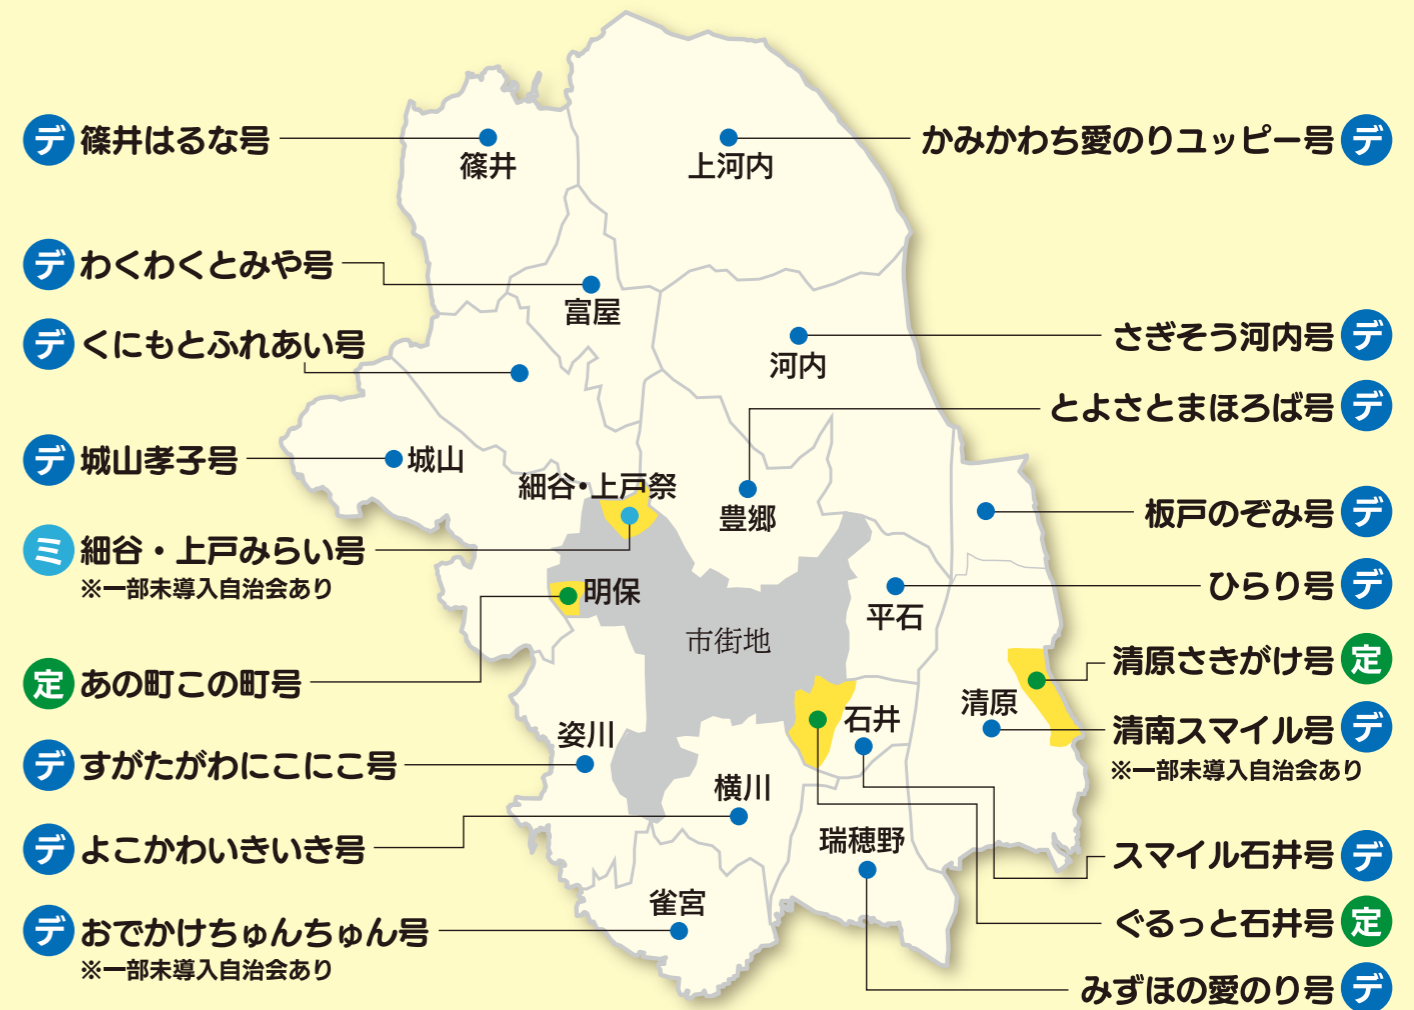 デ 篠井はるな号
デ わくわくとみや号
デ くにもとふれあい号
デ 城山孝子号
ミ 細谷・上戸みらい号
※一部未導入自治会あり
定 あの町この町号
デ すがたがわにこにこ号
デ よこかわいきいき号
デ おでかけちゅんちゅん号
※一部未導入自治会あり
篠井
上河内
富屋
河内
城山
細谷・上戸祭
豊郷
明保
市街地
平石
清原
石井
姿川
横川
瑞穂野
雀宮
かみかわち愛のりユッピー号 デ
さぎそう河内号 デ
とよさとまほろば号 デ
板戸のぞみ号 デ
ひらり号 デ
清原さきがけ号 定
清南スマイル号 デ
※一部未導入自治会あり
スマイル石井号 デ
ぐるっと石井号 定
みずほの愛のり号 デ